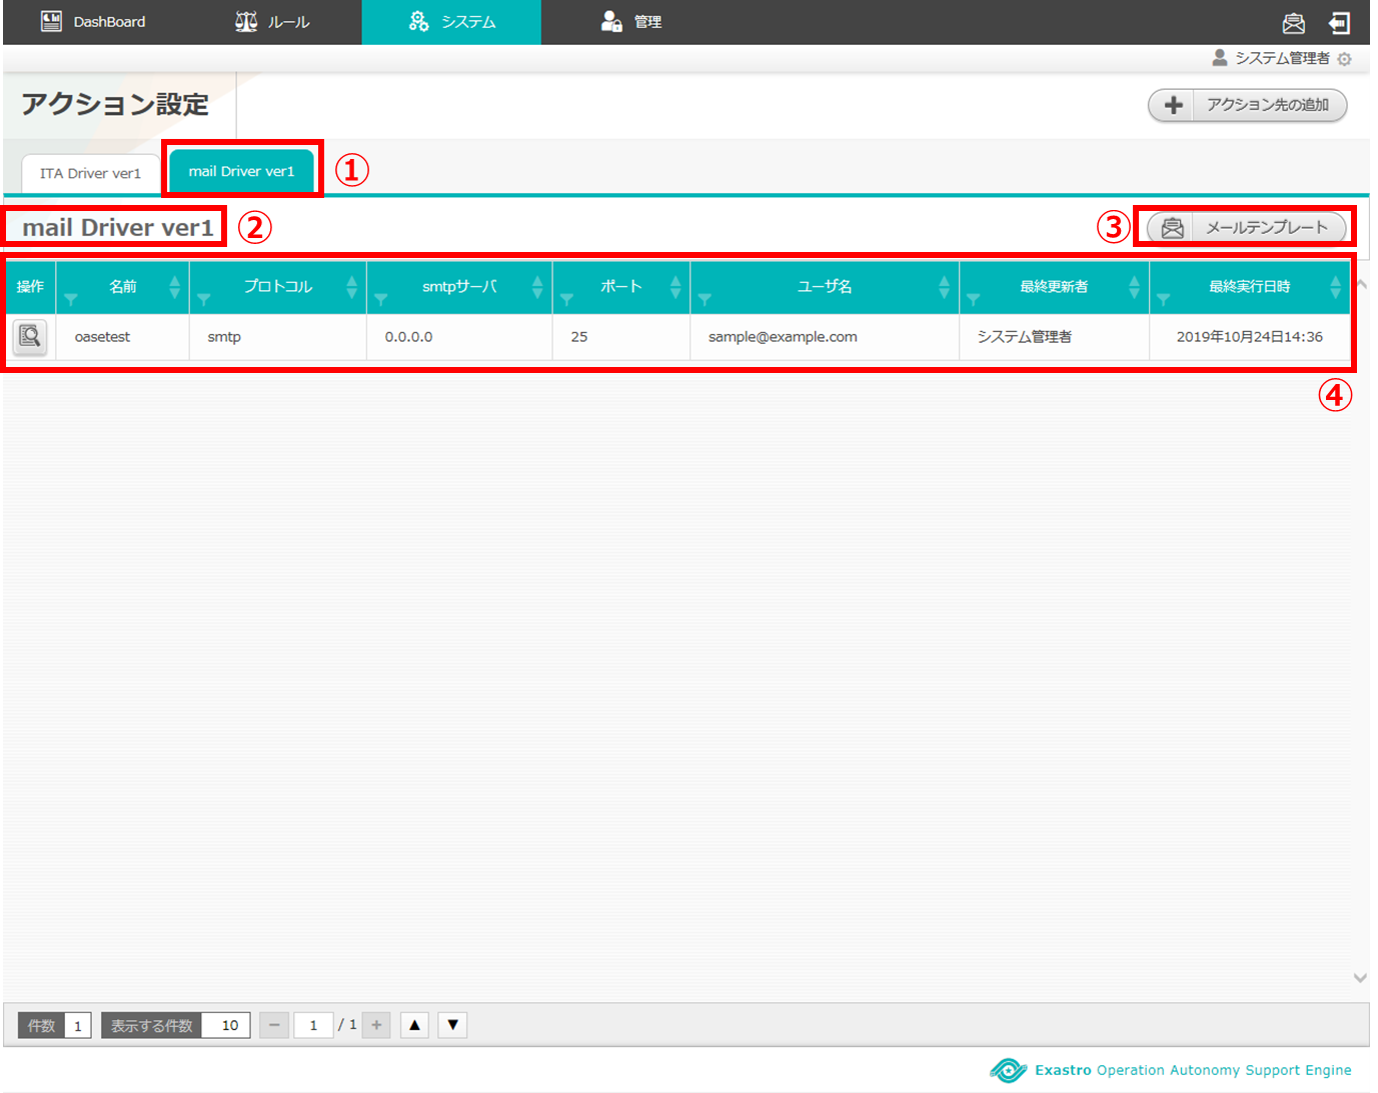 DashBoard ルール システム 管理
システム管理者
アクション設定
アクション先の追加
ITA Driver ver1 mail Driver ver1 ①
mail Driver ver1 ② ③ メールテンプレート
操作 名前 プロトコル smtpサーバ ポート ユーザ名 最終更新者 最終実行日時
oasetest smtp 0.0.0.0 25 sample@example.com システム管理者 2019年10月24日14:36
④
件数 1 表示する件数 10 − 1 / 1 + ▲ ▼
Exastro Operation Autonomy Support Engine